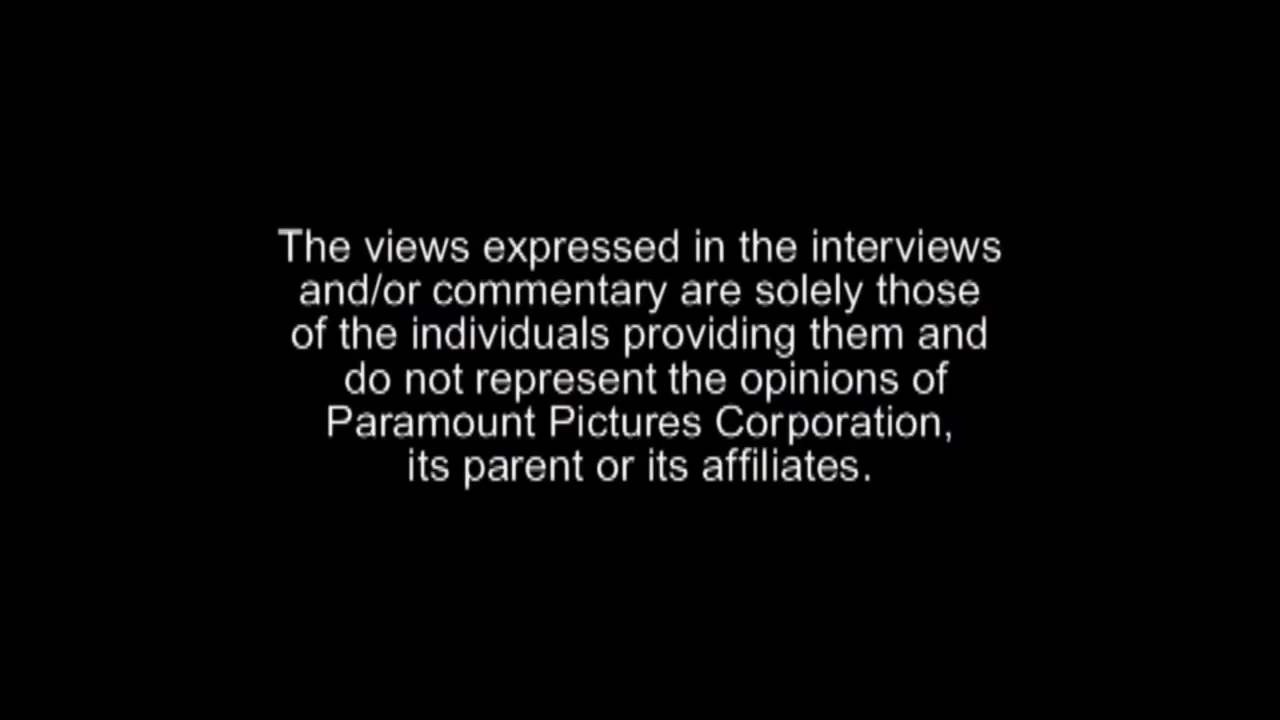 The views expressed in the interviews
and/or commentary are solely those
of the individuals providing them and
do not represent the opinions of
Paramount Pictures Corporation,
its parent or its affiliates.